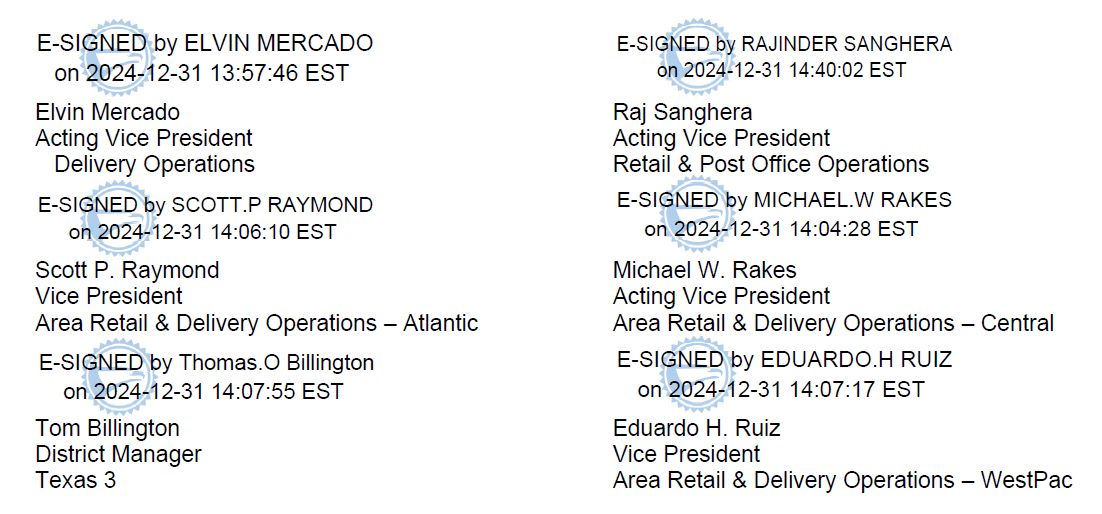 E-SIGNED by ELVIN MERCADO
on 2024-12-31 13:57:46 EST
Elvin Mercado
Acting Vice President
Delivery Operations
E-SIGNED by RAJINDER SANGHERA
on 2024-12-31 14:40:02 EST
Raj Sanghera
Acting Vice President
Retail & Post Office Operations
E-SIGNED by SCOTT.P RAYMOND
on 2024-12-31 14:06:10 EST
Scott P. Raymond
Vice President
Area Retail & Delivery Operations – Atlantic
E-SIGNED by MICHAEL.W RAKES
on 2024-12-31 14:04:28 EST
Michael W. Rakes
Acting Vice President
Area Retail & Delivery Operations – Central
E-SIGNED by Thomas.O Billington
on 2024-12-31 14:07:55 EST
Tom Billington
District Manager
Texas 3
E-SIGNED by EDUARDO.H RUIZ
on 2024-12-31 14:07:17 EST
Eduardo H. Ruiz
Vice President
Area Retail & Delivery Operations – WestPac